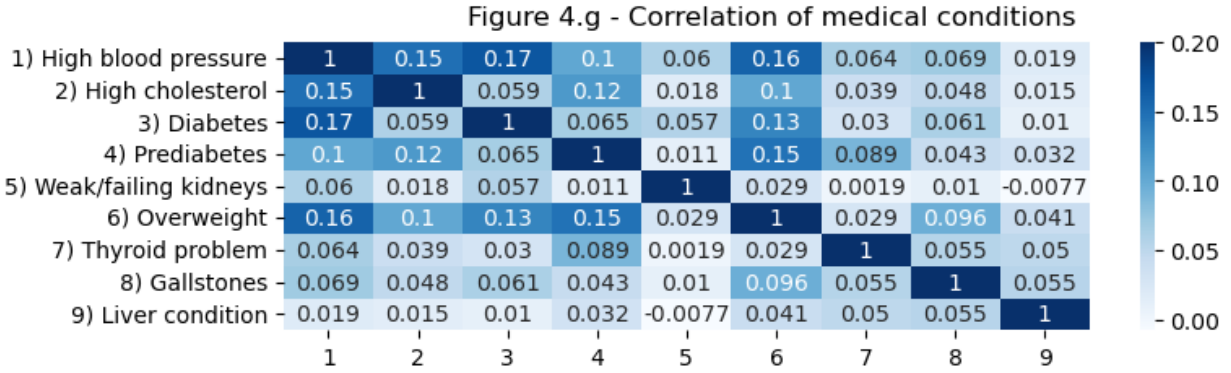 Figure 4.g - Correlation of medical conditions
1) High blood pressure 1 0.15 0.17 0.1 0.06 0.16 0.064 0.069 0.019
2) High cholesterol 0.15 1 0.059 0.12 0.018 0.1 0.039 0.048 0.015
3) Diabetes 0.17 0.059 1 0.065 0.057 0.13 0.03 0.061 0.01
4) Prediabetes 0.1 0.12 0.065 1 0.011 0.15 0.089 0.043 0.032
5) Weak/failing kidneys 0.06 0.018 0.057 0.011 1 0.029 0.0019 0.01 -0.0077
6) Overweight 0.16 0.1 0.13 0.15 0.029 1 0.029 0.096 0.041
7) Thyroid problem 0.064 0.039 0.03 0.089 0.0019 0.029 1 0.055 0.05
8) Gallstones 0.069 0.048 0.061 0.043 0.01 0.096 0.055 1 0.055
9) Liver condition 0.019 0.015 0.01 0.032 -0.0077 0.041 0.05 0.055 1
1 2 3 4 5 6 7 8 9
0.20
0.15
0.10
0.05
0.00